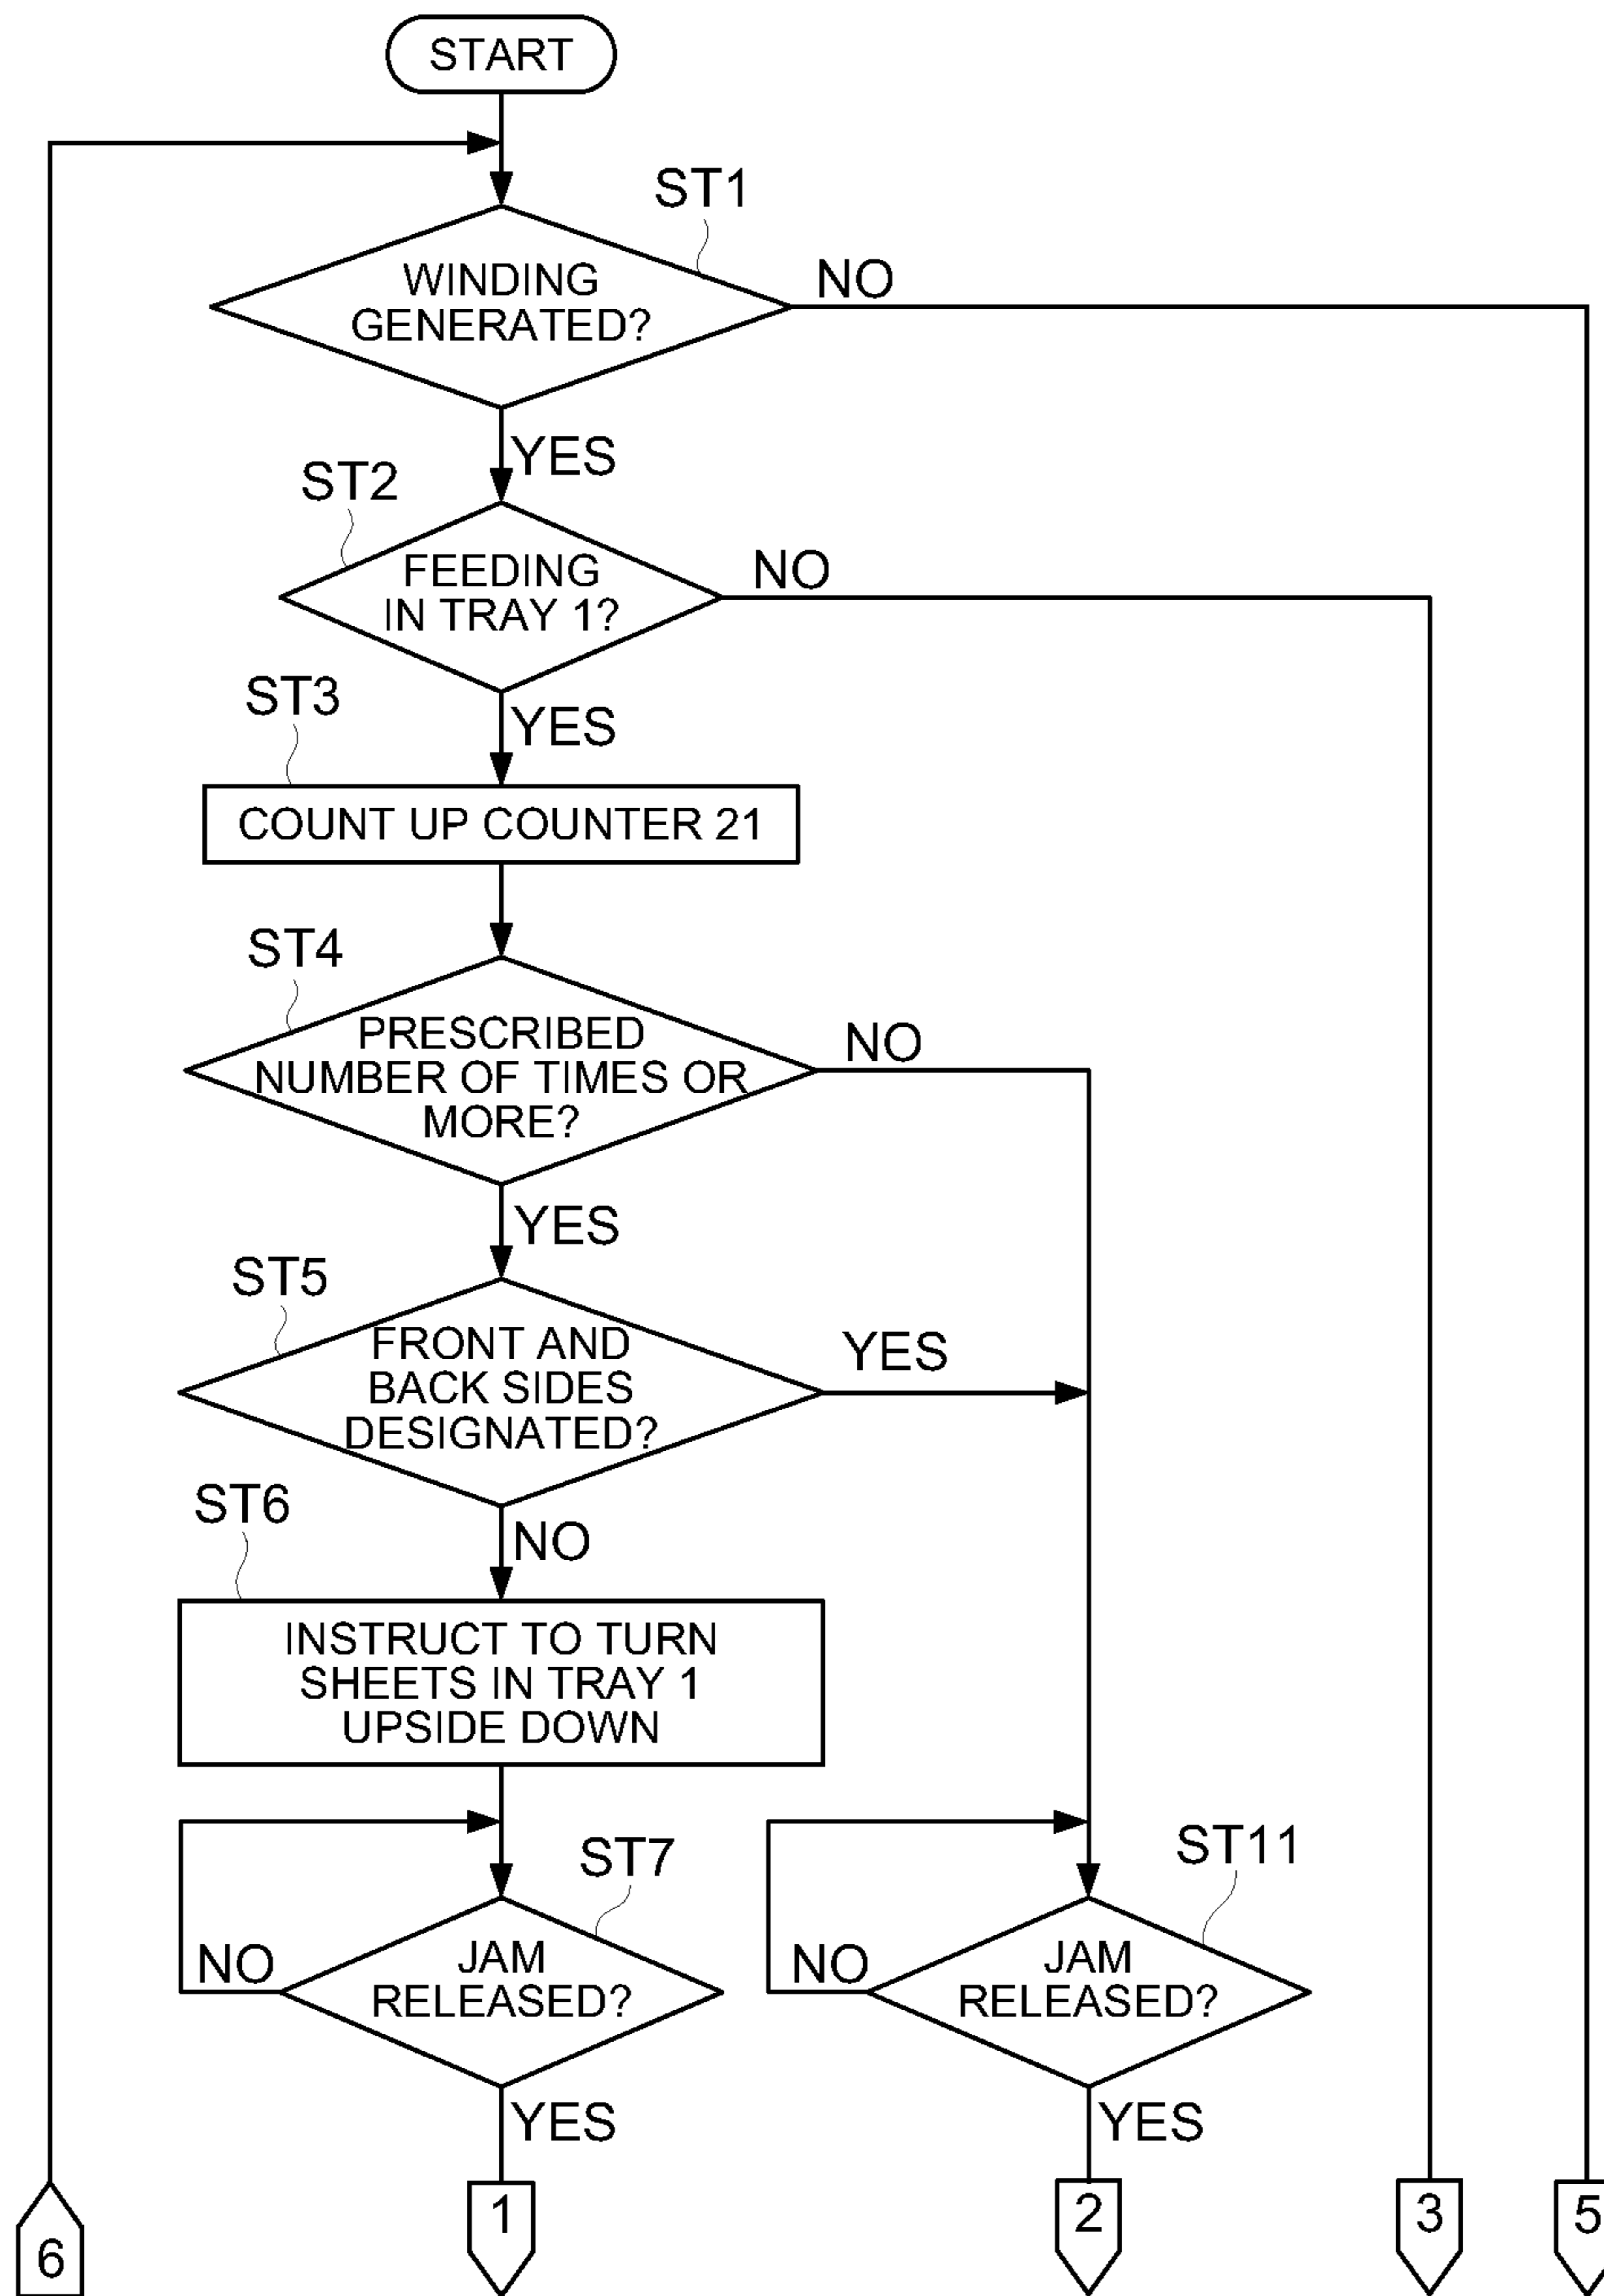 START
ST1
WINDING
GENERATED?
NO
YES
ST2
FEEDING
IN TRAY 1?
NO
YES
ST3
COUNT UP COUNTER 21
ST4
PRESCRIBED
NUMBER OF TIMES OR
MORE?
NO
YES
ST5
FRONT AND
BACK SIDES
DESIGNATED?
YES
NO
ST6
INSTRUCT TO TURN
SHEETS IN TRAY 1
UPSIDE DOWN
ST7
JAM
RELEASED?
NO
YES
ST11
JAM
RELEASED?
NO
YES
6
1
2
3
5